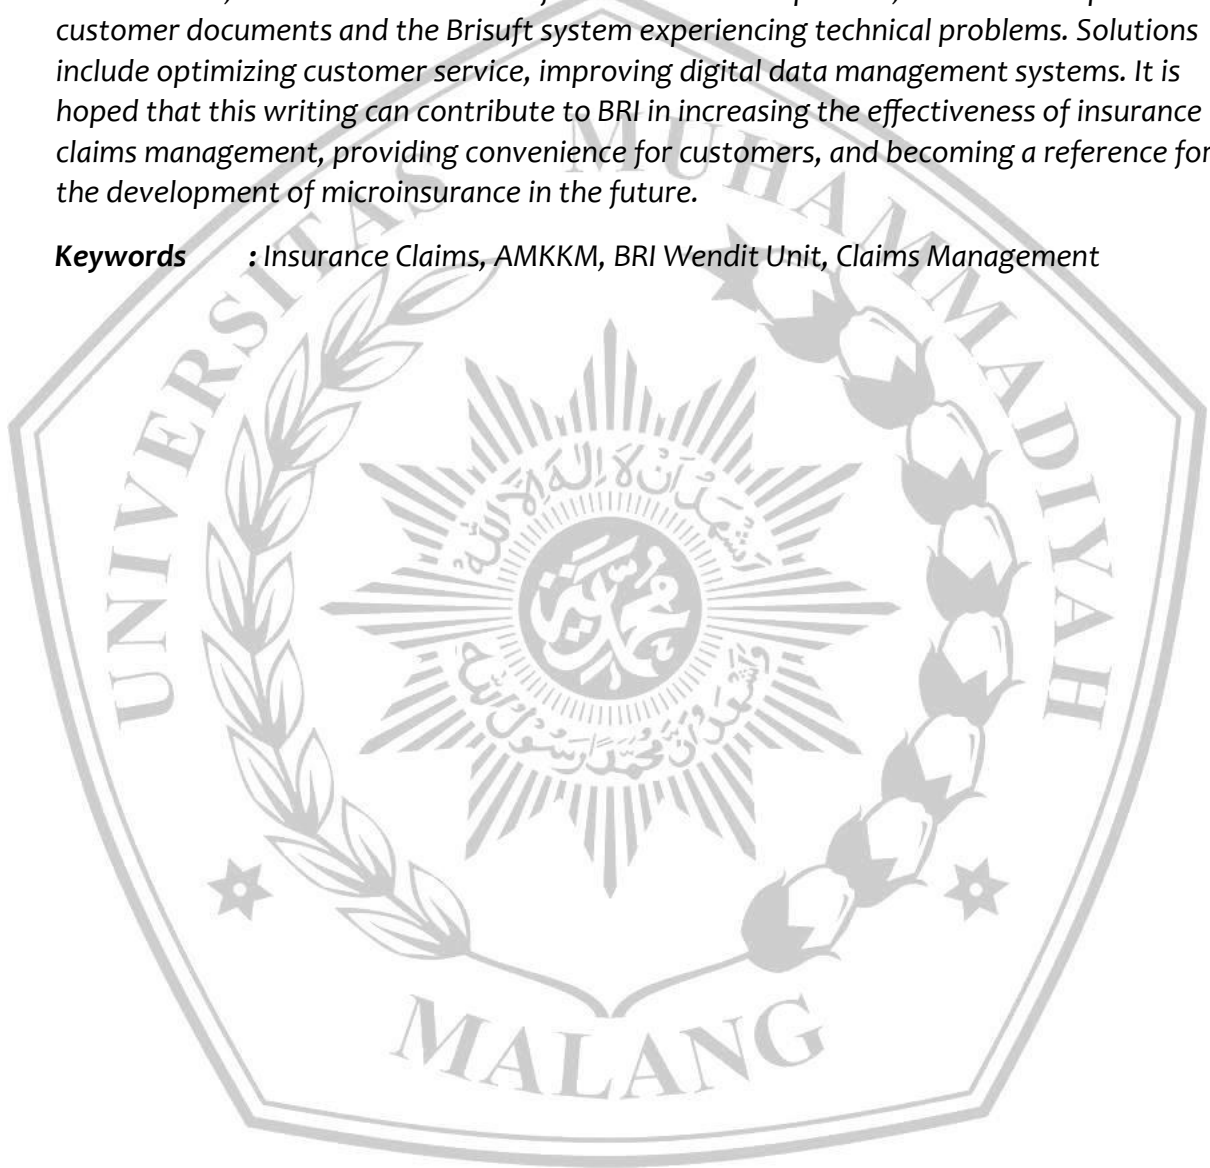 customer documents and the Brisuft system experiencing technical problems. Solutions
include optimizing customer service, improving digital data management systems. It is
hoped that this writing can contribute to BRI in increasing the effectiveness of insurance
claims management, providing convenience for customers, and becoming a reference for
the development of microinsurance in the future.
Keywords : Insurance Claims, AMKKM, BRI Wendit Unit, Claims Management
UNIVERSITAS MUHAMMADIYAH
اَشْهَدُ اَنْ لَا اِلٰهَ اِلَّا اللهُ
وَاَشْهَدُ اَنَّ مُحَمَّدًا رَسُوْلُ اللهِ
MALANG